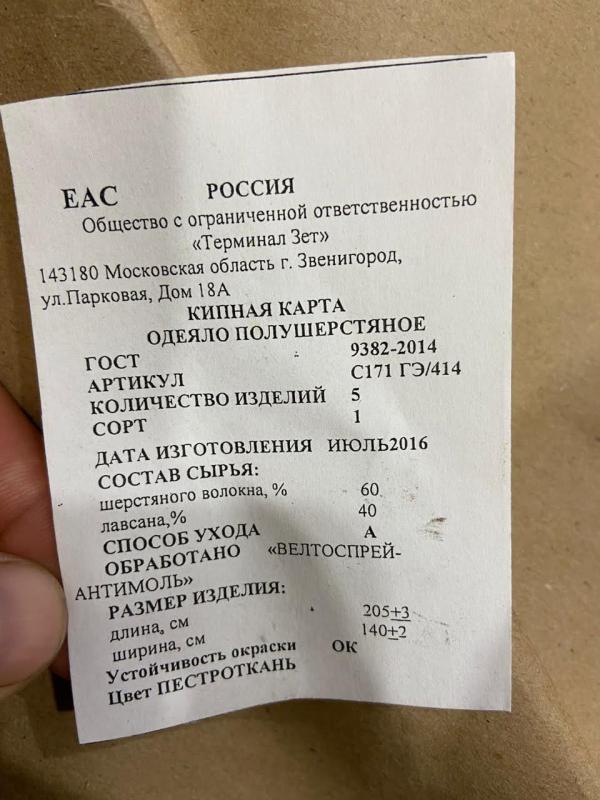 ЕАС РОССИЯ
Общество с ограниченной ответственностью
«Терминал Зет»
143180 Московская область г. Звенигород,
ул.Парковая, Дом 18А
КИПНАЯ КАРТА
ОДЕЯЛО ПОЛУШЕРСТЯНОЕ
ГОСТ : 9382-2014
АРТИКУЛ С171 ГЭ/414
КОЛИЧЕСТВО ИЗДЕЛИЙ 5
СОРТ 1
ДАТА ИЗГОТОВЛЕНИЯ ИЮЛЬ2016
СОСТАВ СЫРЬЯ:
шерстяного волокна, % 60
лавсана,% 40
СПОСОБ УХОДА А
ОБРАБОТАНО «ВЕЛТОСПРЕЙ-
АНТИМОЛЬ»
РАЗМЕР ИЗДЕЛИЯ:
длина, см 205±3
ширина, см 140±2
Устойчивость окраски ОК
Цвет ПЕСТРОТКАНЬ